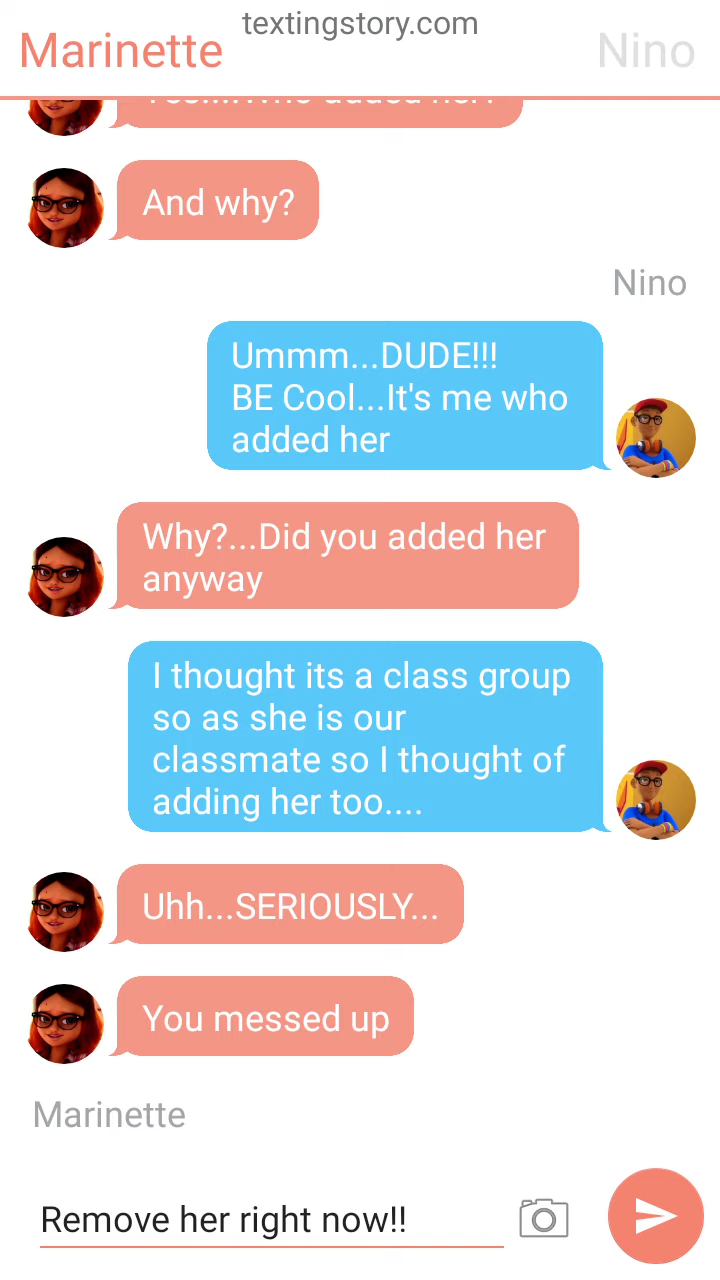 textingstory.com
Marinette
Nino
And why?
Nino
Ummm...DUDE!!!
BE Cool...It's me who
added her
Why?...Did you added her
anyway
I thought its a class group
so as she is our
classmate so I thought of
adding her too....
Uhh...SERIOUSLY...
You messed up
Marinette
Remove her right now!!